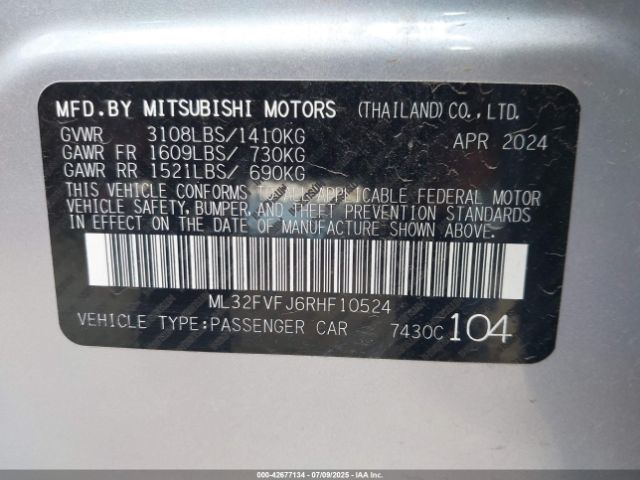 MFD.BY MITSUBISHI MOTORS (THAILAND) CO.,LTD.
GVWR 3108LBS/1410KG APR 2024
GAWR FR 1609LBS/ 730KG
GAWR RR 1521LBS/ 690KG
THIS VEHICLE CONFORMS TO ALL APPLICABLE FEDERAL MOTOR
VEHICLE SAFETY, BUMPER, AND THEFT PREVENTION STANDARDS
IN EFFECT ON THE DATE OF MANUFACTURE SHOWN ABOVE.
ML32FVFJ6RHF10524
VEHICLE TYPE:PASSENGER CAR 7430C 104
000-42677134 / 07/09/2025 / IAAI.COM